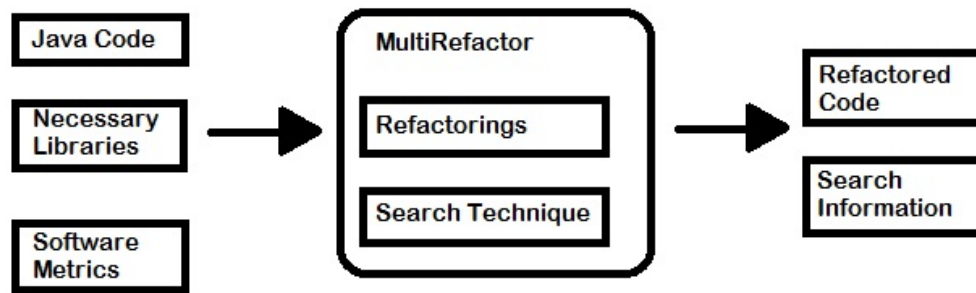 Java Code
Necessary
Libraries
Software
Metrics
MultiRefactor
Refactorings
Search Technique
Refactored
Code
Search
Information